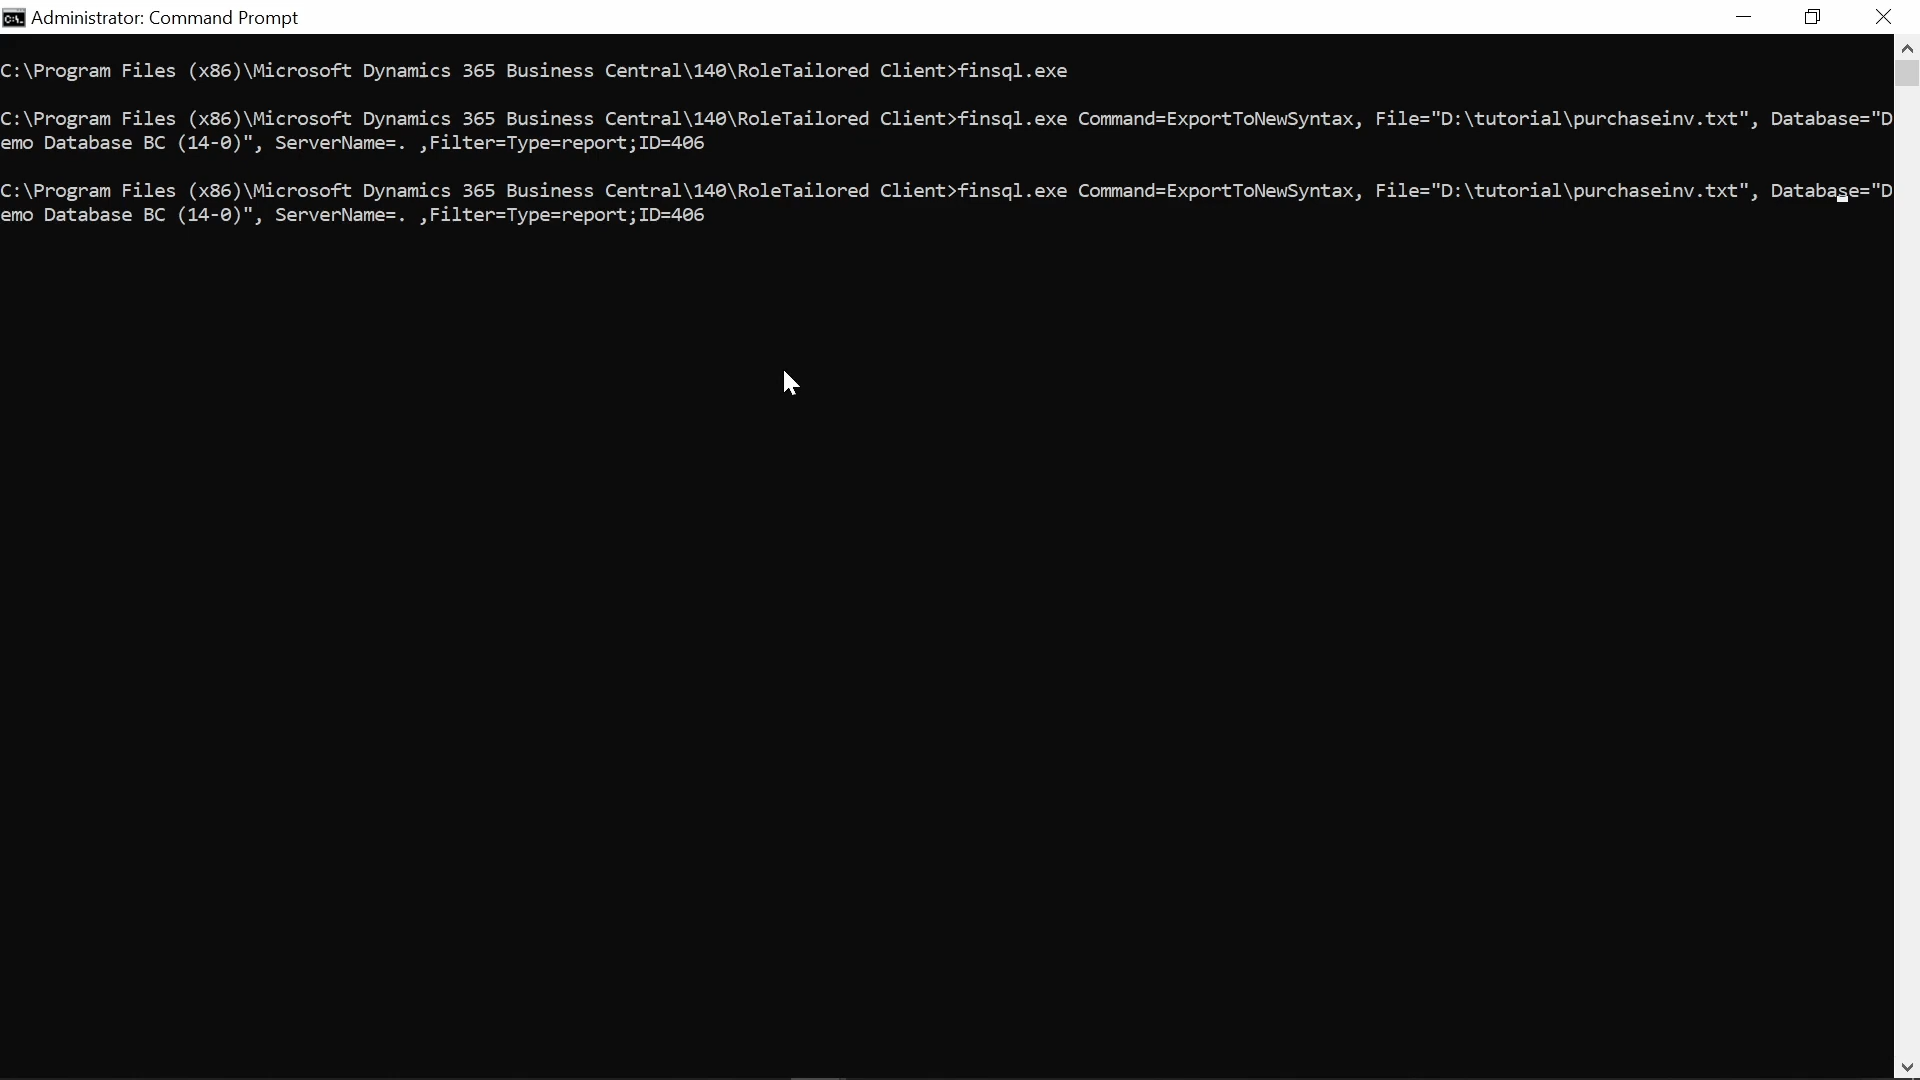 Administrator: Command Prompt
C:\Program Files (x86)\Microsoft Dynamics 365 Business Central\140\RoleTailored Client>finsql.exe
C:\Program Files (x86)\Microsoft Dynamics 365 Business Central\140\RoleTailored Client>finsql.exe Command=ExportToNewSyntax, File="D:\tutorial\purchaseinv.txt", Database="D
emo Database BC (14-0)", ServerName=. ,Filter=Type=report;ID=406
C:\Program Files (x86)\Microsoft Dynamics 365 Business Central\140\RoleTailored Client>finsql.exe Command=ExportToNewSyntax, File="D:\tutorial\purchaseinv.txt", Database="D
emo Database BC (14-0)", ServerName=. ,Filter=Type=report;ID=406